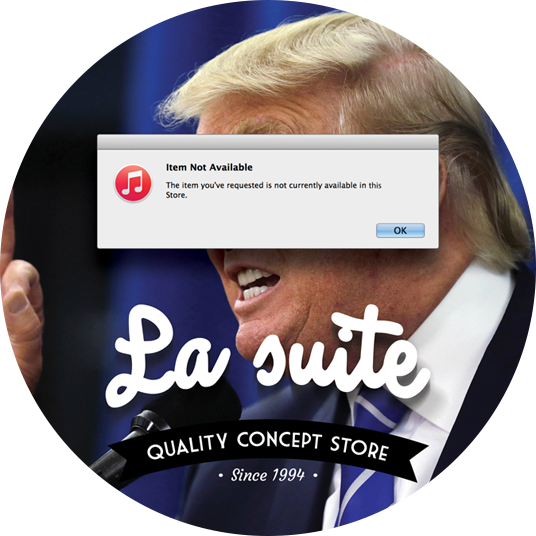 Item Not Available
The item you've requested is not currently available in this
Store.
OK
La suite
QUALITY CONCEPT STORE
• Since 1994 •